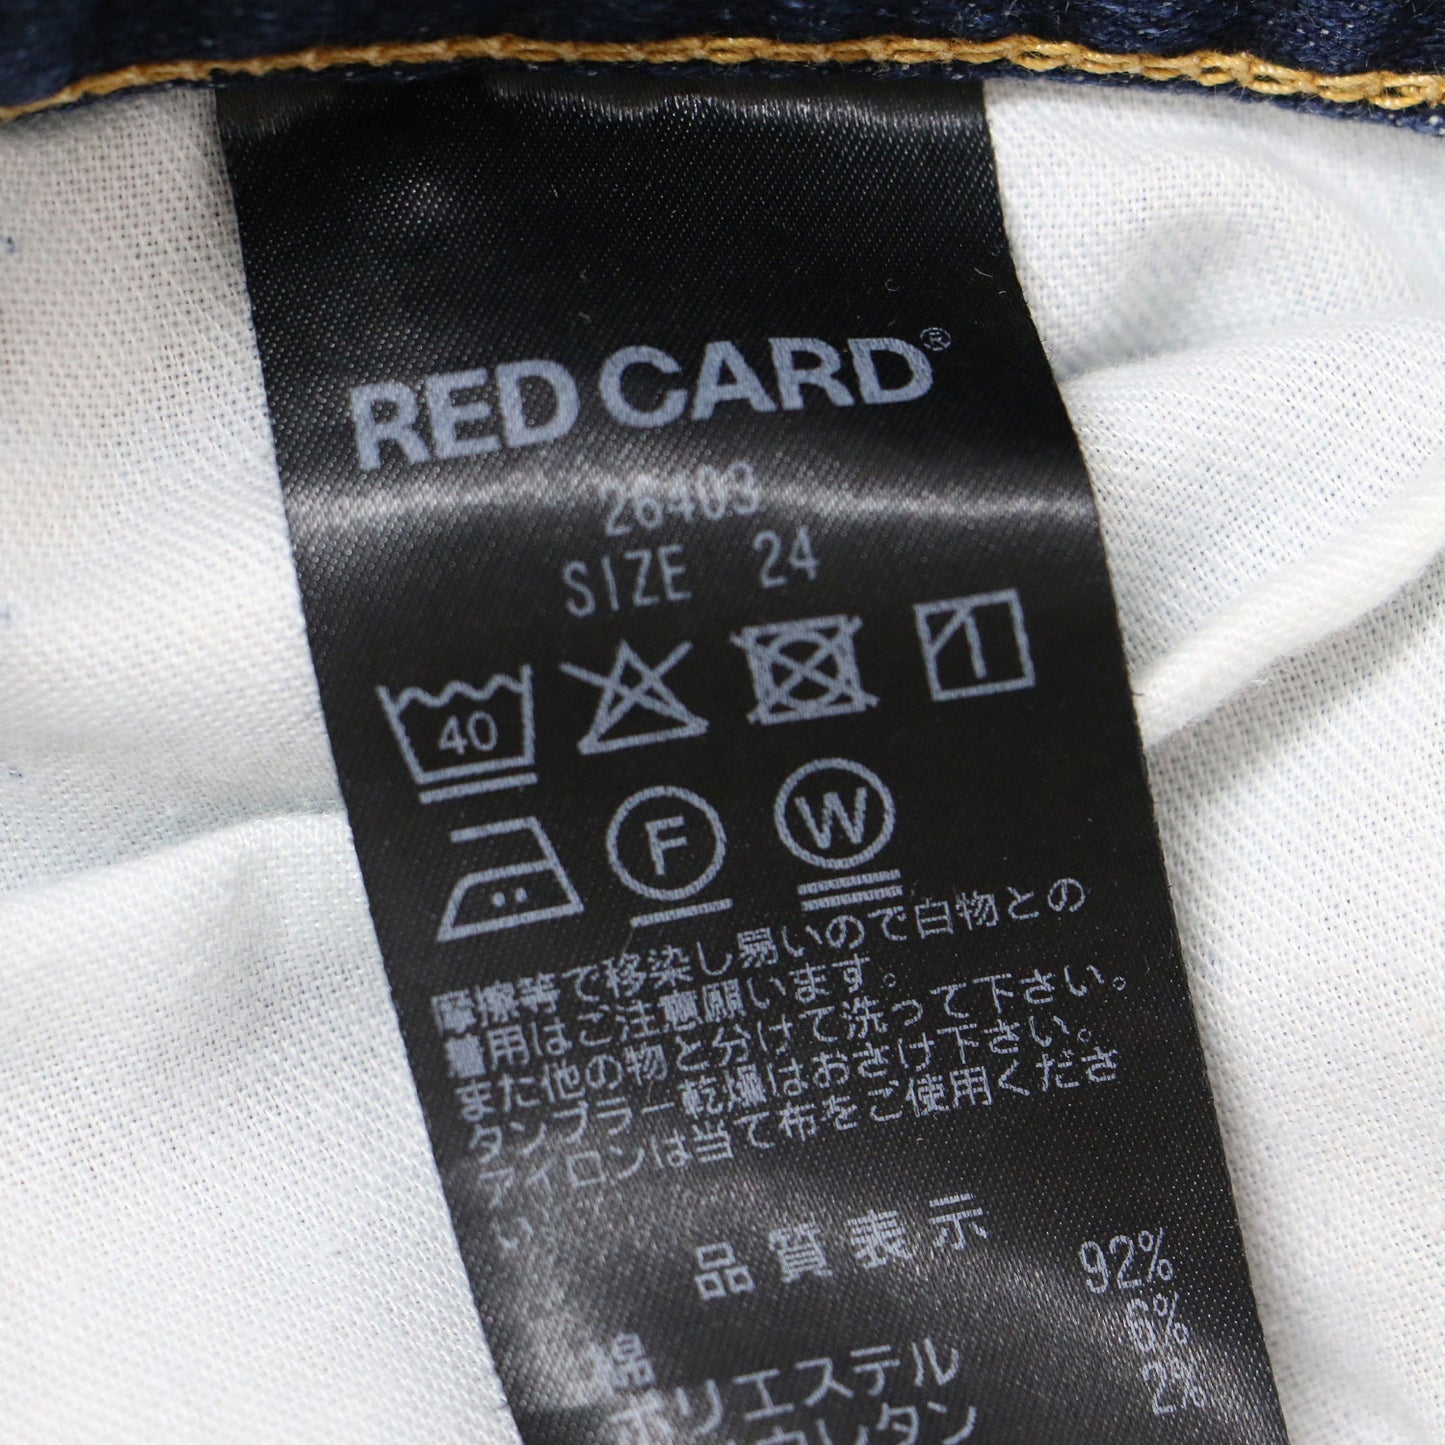 RED CARD®
26403
SIZE 24
40
F W
摩擦等で移染し易いので白物との
着用はご注意願います。
また他の物と分けて洗って下さい。
タンブラー乾燥はおさけ下さい。
アイロンは当て布をご使用くださ
い
品質表示
綿 92%
ポリエステル 6%
ウレタン 2%